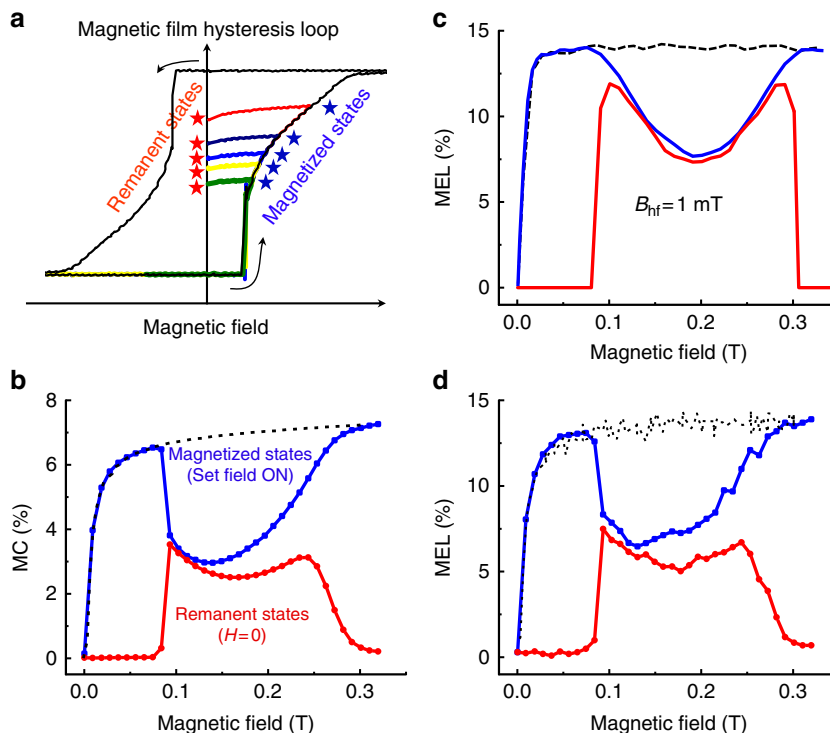 a
Magnetic film hysteresis loop
Remanent states
Magnetized states
Magnetic field
b
8
6
4
2
0
MC (%)
Magnetized states
(Set field ON)
Remanent states
(H=0)
0.0 0.1 0.2 0.3
Magnetic field (T)
c
15
10
5
0
MEL (%)
Bhf=1 mT
0.0 0.1 0.2 0.3
Magnetic field (T)
d
15
10
5
0
MEL (%)
0.0 0.1 0.2 0.3
Magnetic field (T)